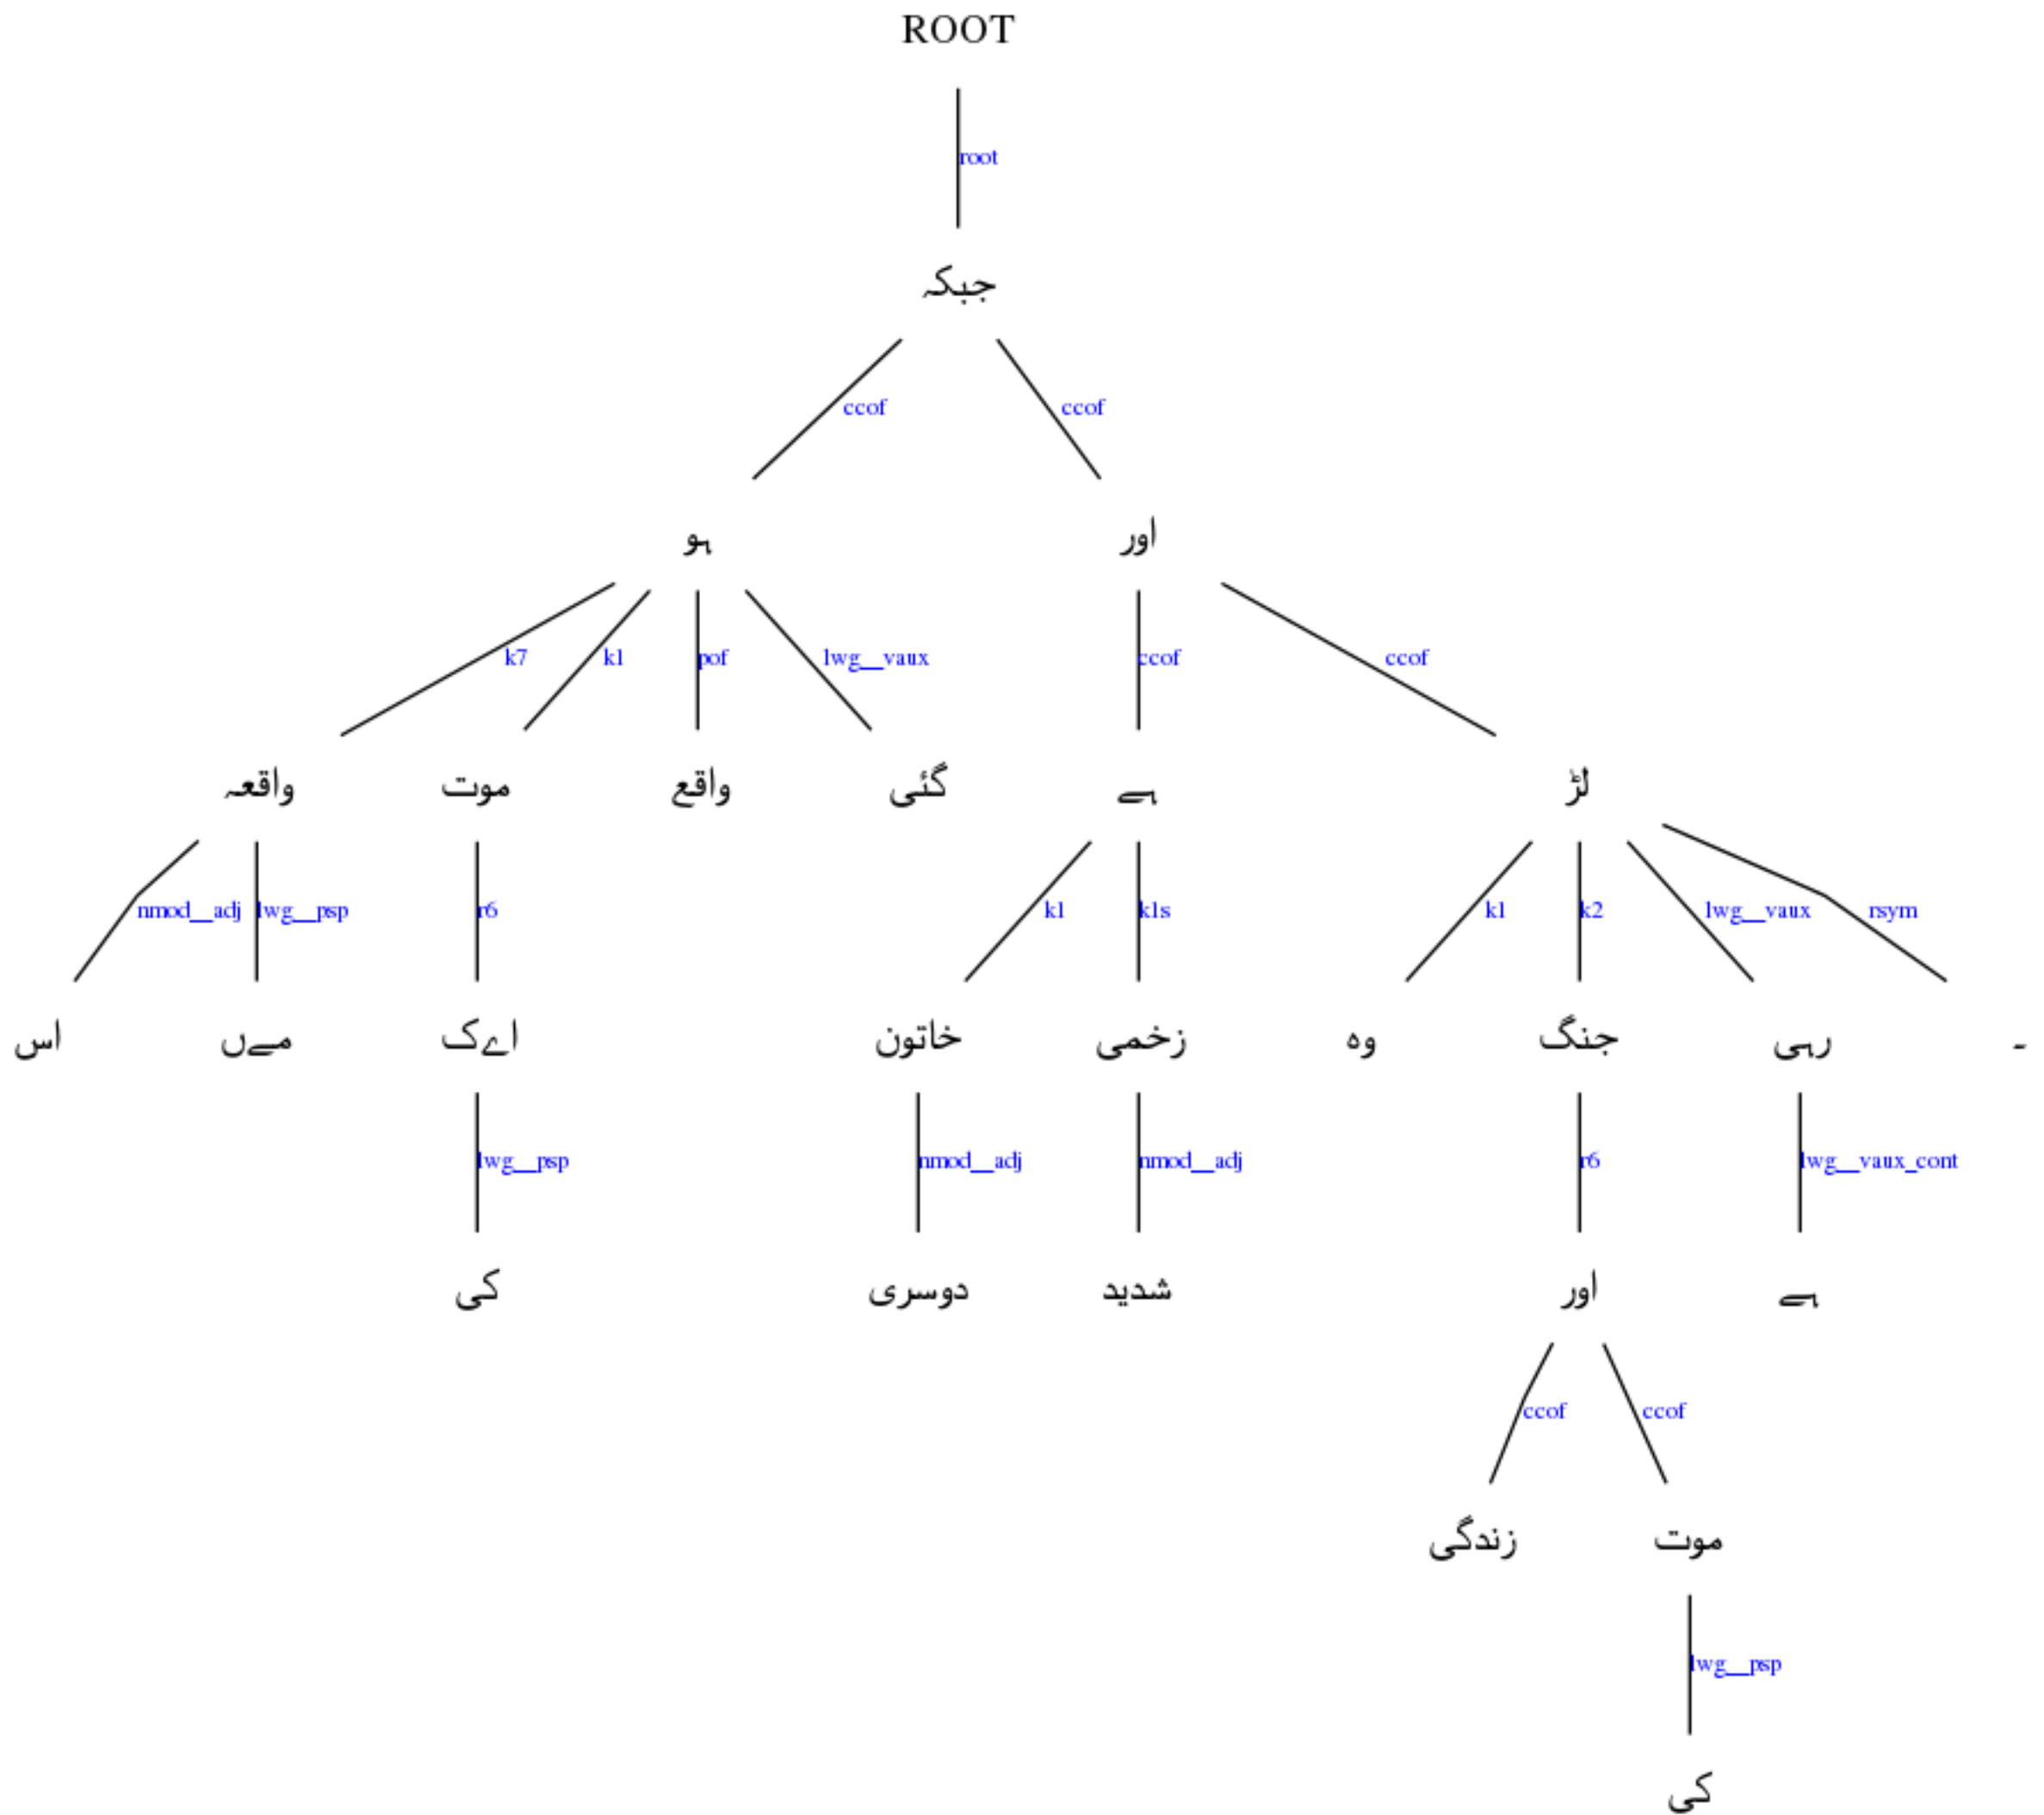 ROOT
root
جبکہ
ccof ccof
ہو اور
k7 k1 pof lwg__vaux ccof ccof
واقعہ موت واقع گئی ہے لڑ
nmod__adj lwg__psp r6 k1 k1s k1 k2 lwg__vaux rsym
اس مےں اےک خاتون زخمی وہ جنگ رہی ۔
lwg__psp nmod__adj nmod__adj r6 lwg__vaux_cont
کی دوسری شدید اور ہے
ccof ccof
زندگی موت
lwg__psp
کی